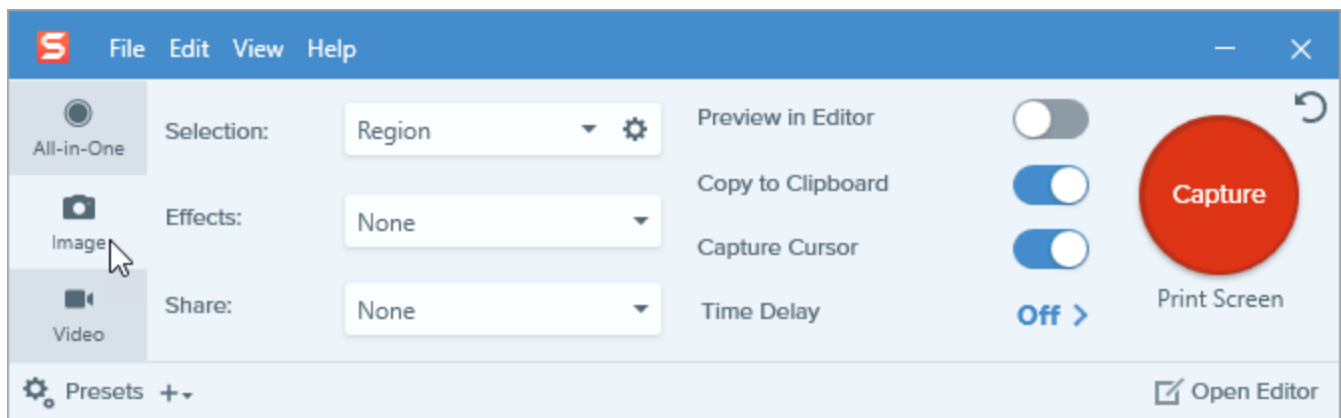 S
File Edit View Help
All-in-One
Image
Video
Selection: Region
Effects: None
Share: None
Preview in Editor
Copy to Clipboard
Capture Cursor
Time Delay Off >
Capture
Print Screen
Presets +
Open Editor